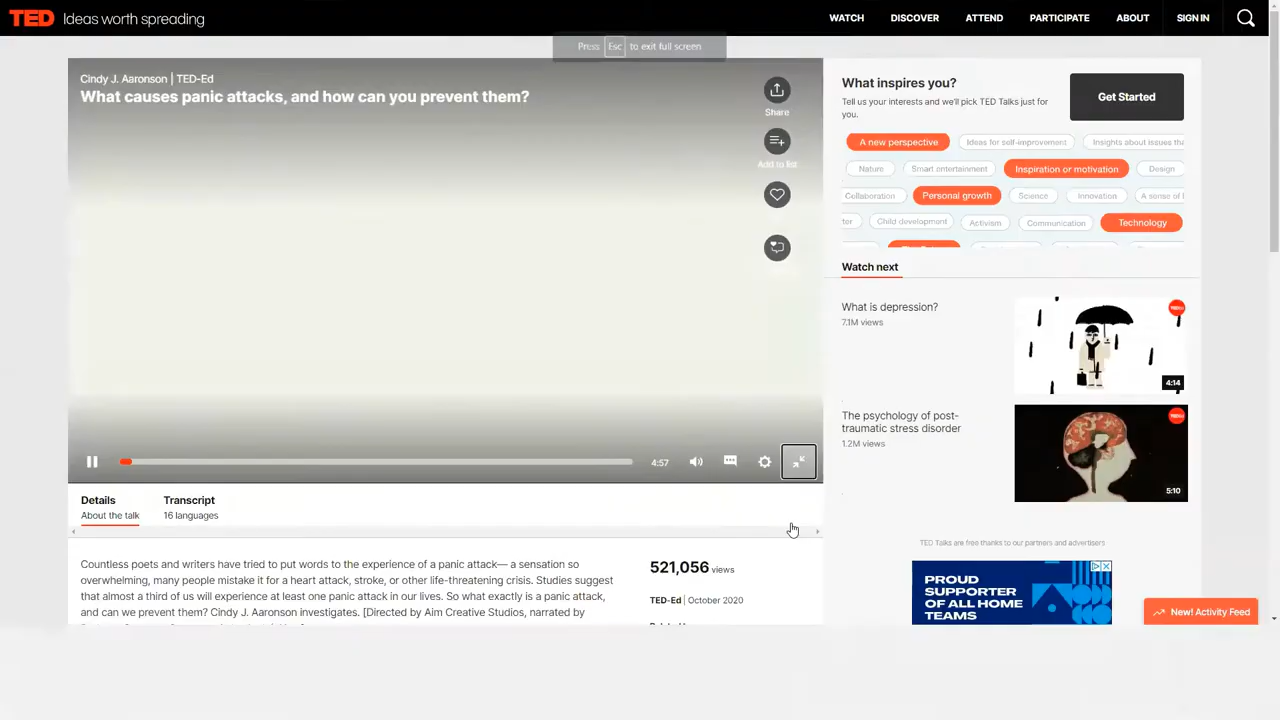 TED Ideas worth spreading
WATCH DISCOVER ATTEND PARTICIPATE ABOUT SIGN IN
Press Esc to exit full screen
Cindy J. Aaronson | TED-Ed
What causes panic attacks, and how can you prevent them?
Share
Add to list
4:57
Details
About the talk
Transcript
16 languages
Countless poets and writers have tried to put words to the experience of a panic attack— a sensation so
overwhelming, many people mistake it for a heart attack, stroke, or other life-threatening crisis. Studies suggest
that almost a third of us will experience at least one panic attack in our lives. So what exactly is a panic attack,
and can we prevent them? Cindy J. Aaronson investigates. [Directed by Aim Creative Studios, narrated by
521,056 views
TED-Ed | October 2020
What inspires you?
Tell us your interests and we'll pick TED Talks just for
you.
Get Started
A new perspective Ideas for self-improvement Insights about issues tha
Nature Smart entertainment Inspiration or motivation Design
Collaboration Personal growth Science Innovation A sense of
ter Child development Activism Communication Technology
Watch next
What is depression?
7.1M views
4:14
The psychology of post-
traumatic stress disorder
1.2M views
5:10
TED Talks are free thanks to our partners and advertisers
PROUD
SUPPORTER
OF ALL HOME
TEAMS
New! Activity Feed